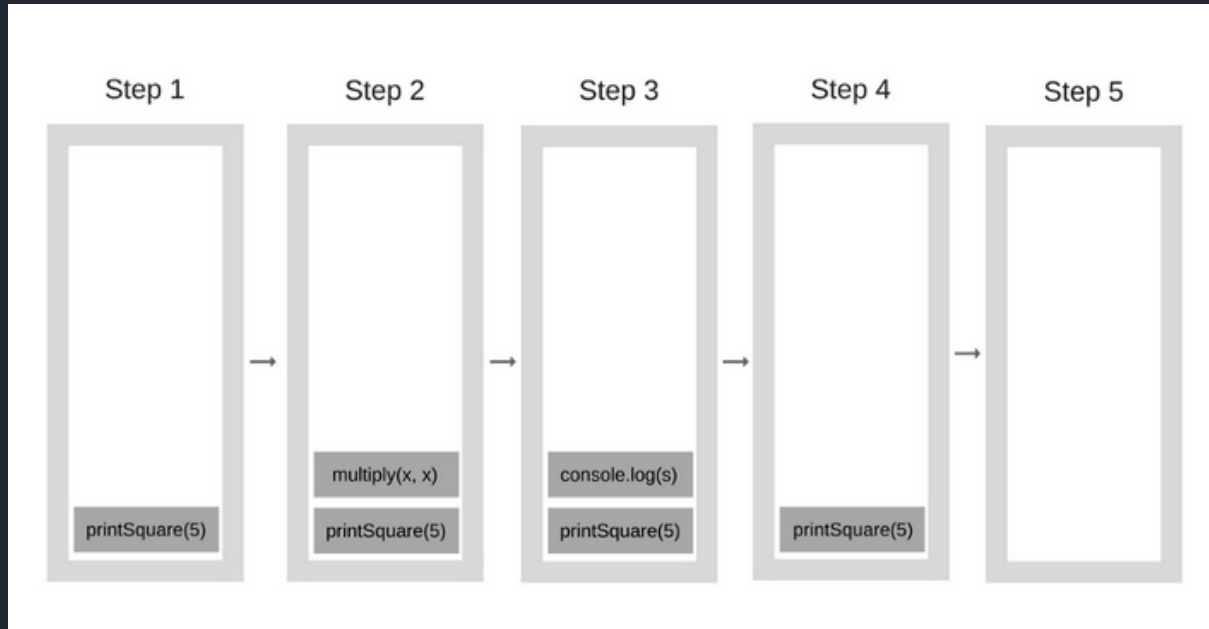 Step 1
Step 2
Step 3
Step 4
Step 5
printSquare(5)
multiply(x, x)
printSquare(5)
console.log(s)
printSquare(5)
printSquare(5)